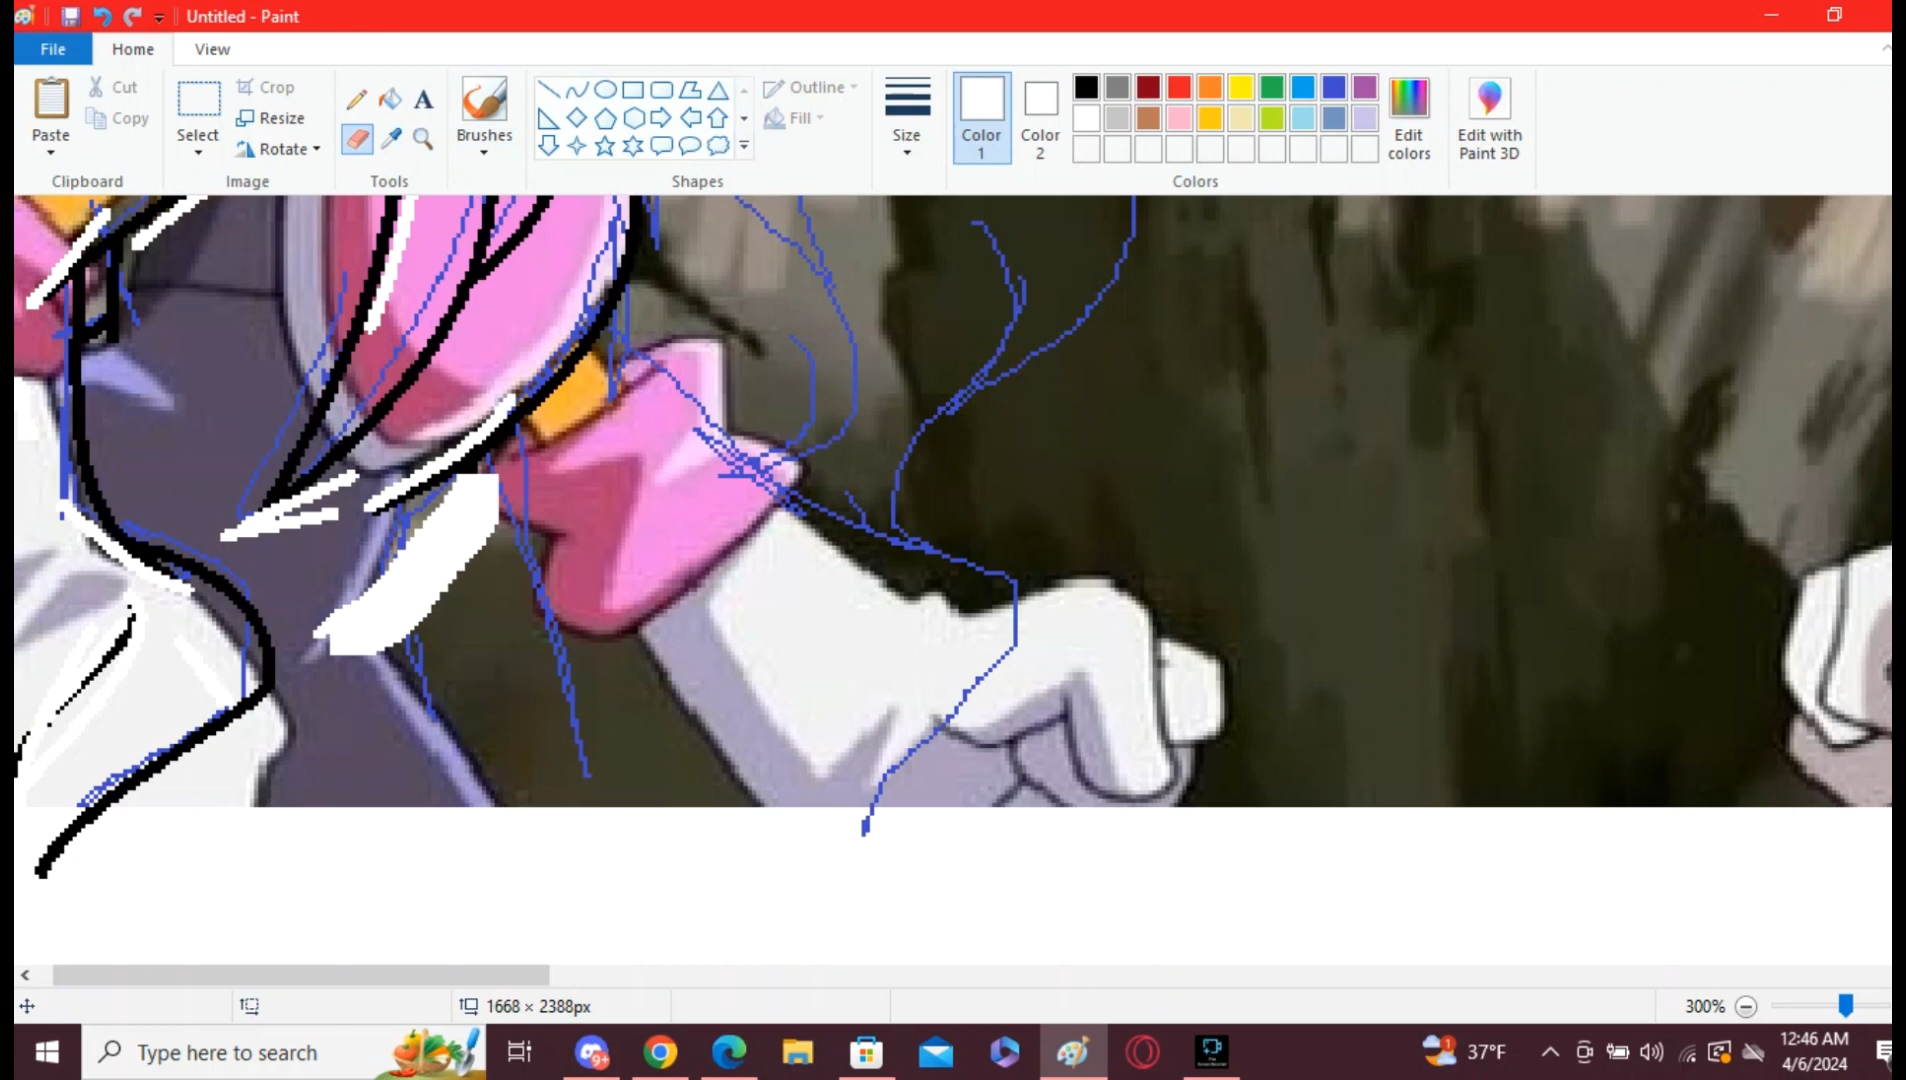 Untitled - Paint
File Home View
Paste
Cut
Copy
Clipboard
Select
Crop
Resize
Rotate
Image
A
Tools
Brushes
Shapes
Outline
Fill
Size
Color 1
Color 2
Edit colors
Colors
Edit with Paint 3D
1668 × 2388px
300%
Type here to search
9+
1
37°F
12:46 AM
4/6/2024